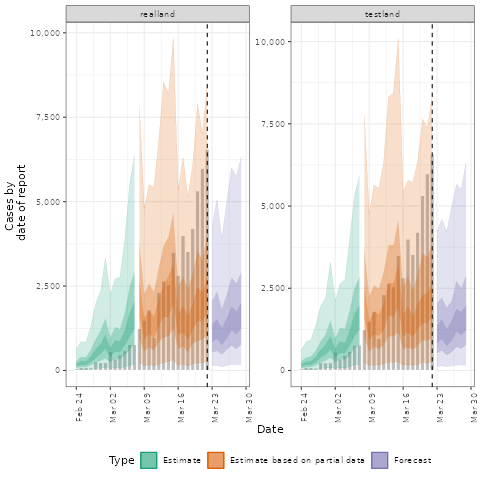 realland
testland
10,000
7,500
5,000
2,500
0
10,000
7,500
5,000
2,500
0
Cases by
date of report
Feb 24
Mar 02
Mar 09
Mar 16
Mar 23
Mar 30
Feb 24
Mar 02
Mar 09
Mar 16
Mar 23
Mar 30
Date
Type
Estimate
Estimate based on partial data
Forecast